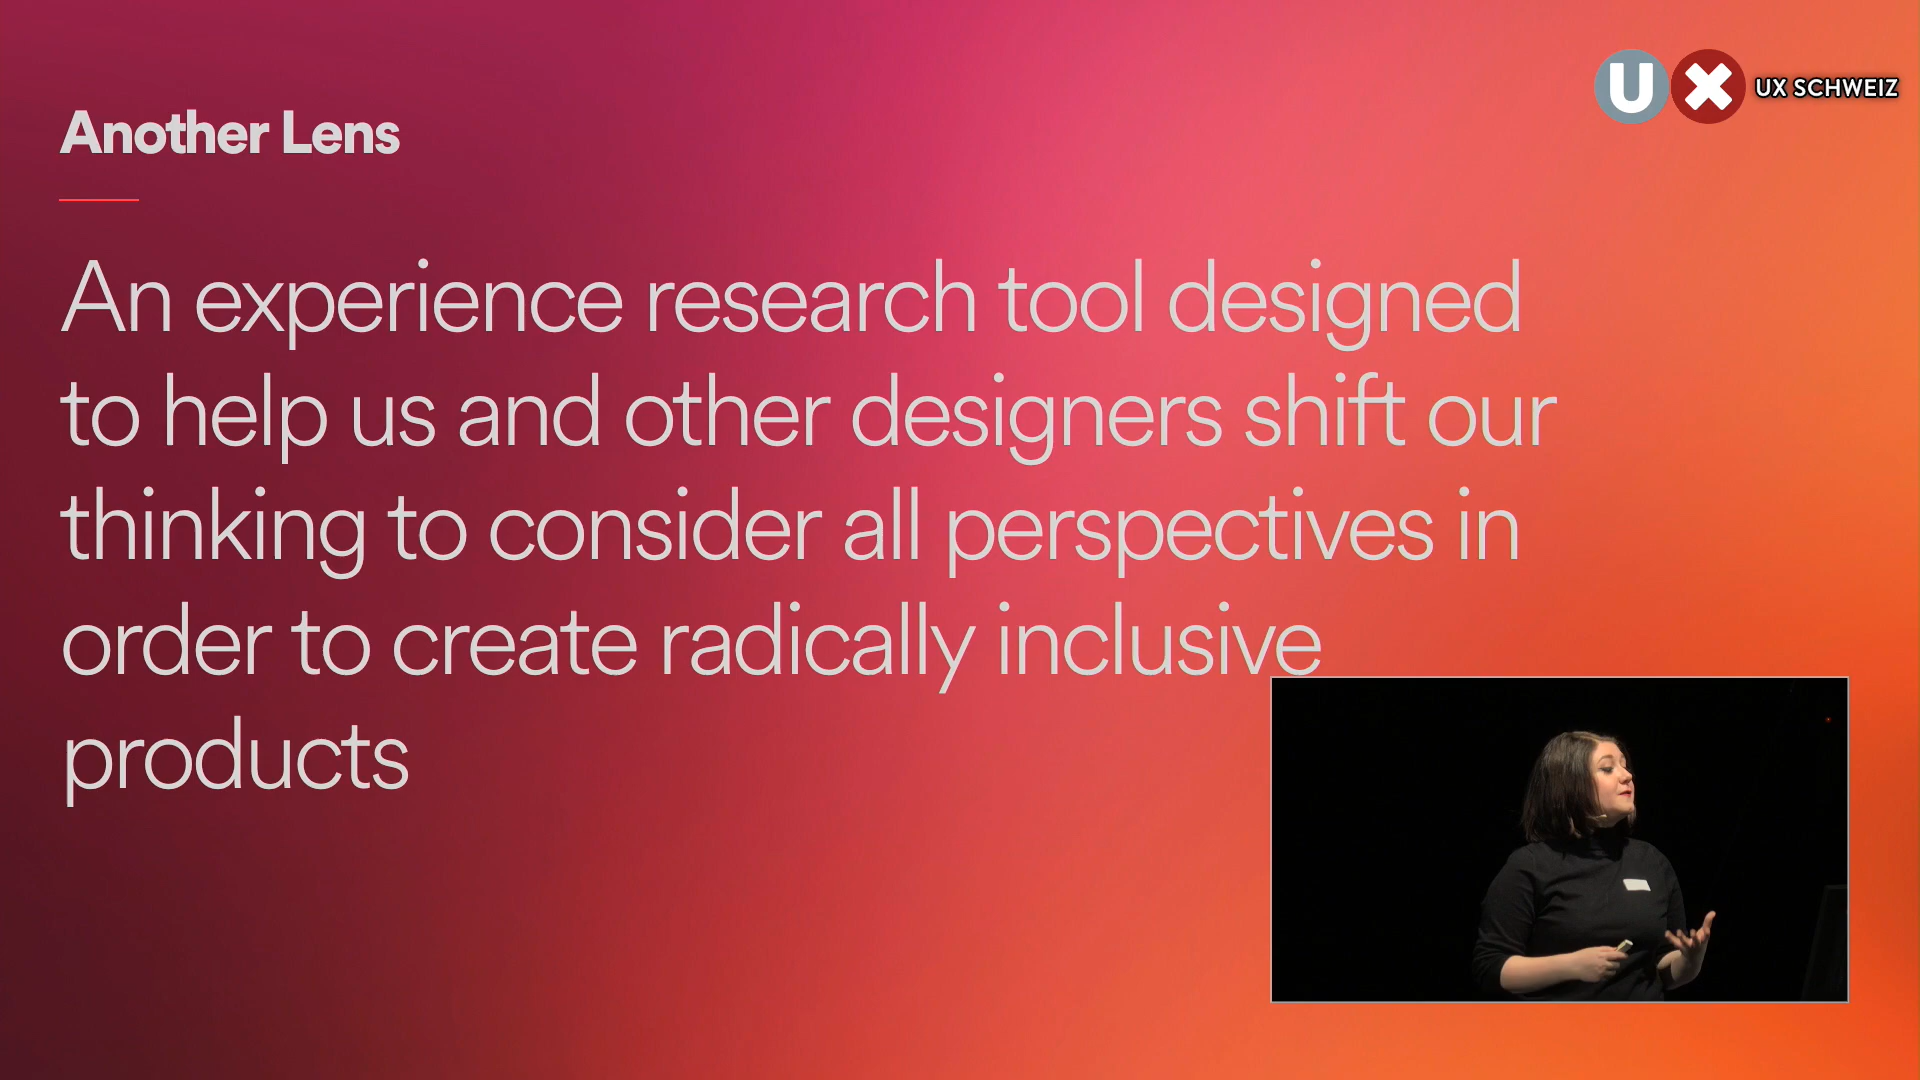 Another Lens
UX UX SCHWEIZ
An experience research tool designed
to help us and other designers shift our
thinking to consider all perspectives in
order to create radically inclusive
products